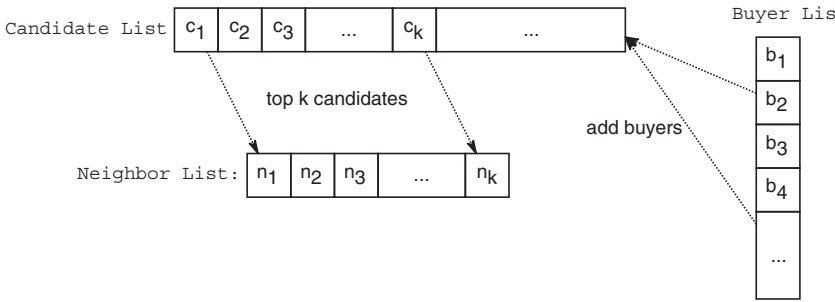 Buyer Lis
Candidate List
c1 c2 c3 ... ck ...
b1
top k candidates
b2
add buyers
b3
Neighbor List:
n1 n2 n3 ... nk
b4
...